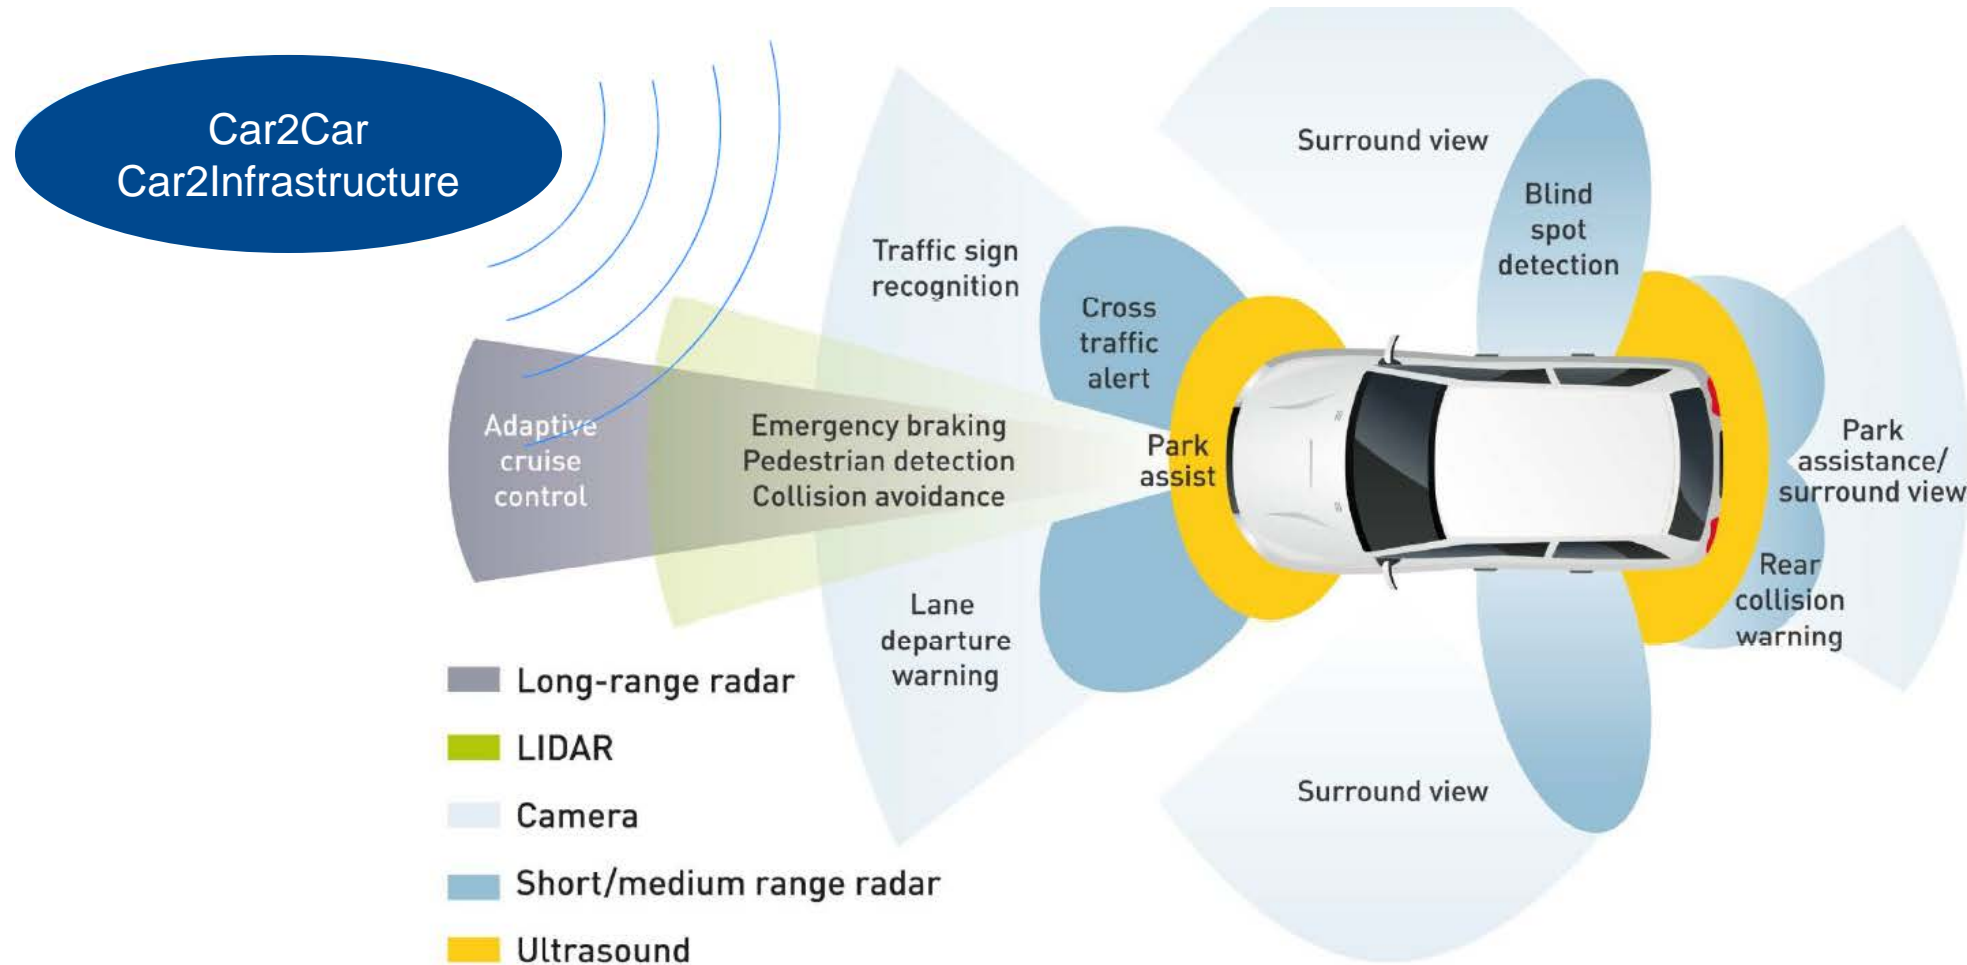 Car2Car
Car2Infrastructure
Surround view
Blind
spot
detection
Traffic sign
recognition
Cross
traffic
alert
Adaptive
cruise
control
Emergency braking
Pedestrian detection
Collision avoidance
Park
assist
Park
assistance/
surround view
Rear
collision
warning
Lane
departure
warning
Surround view
Long-range radar
LIDAR
Camera
Short/medium range radar
Ultrasound